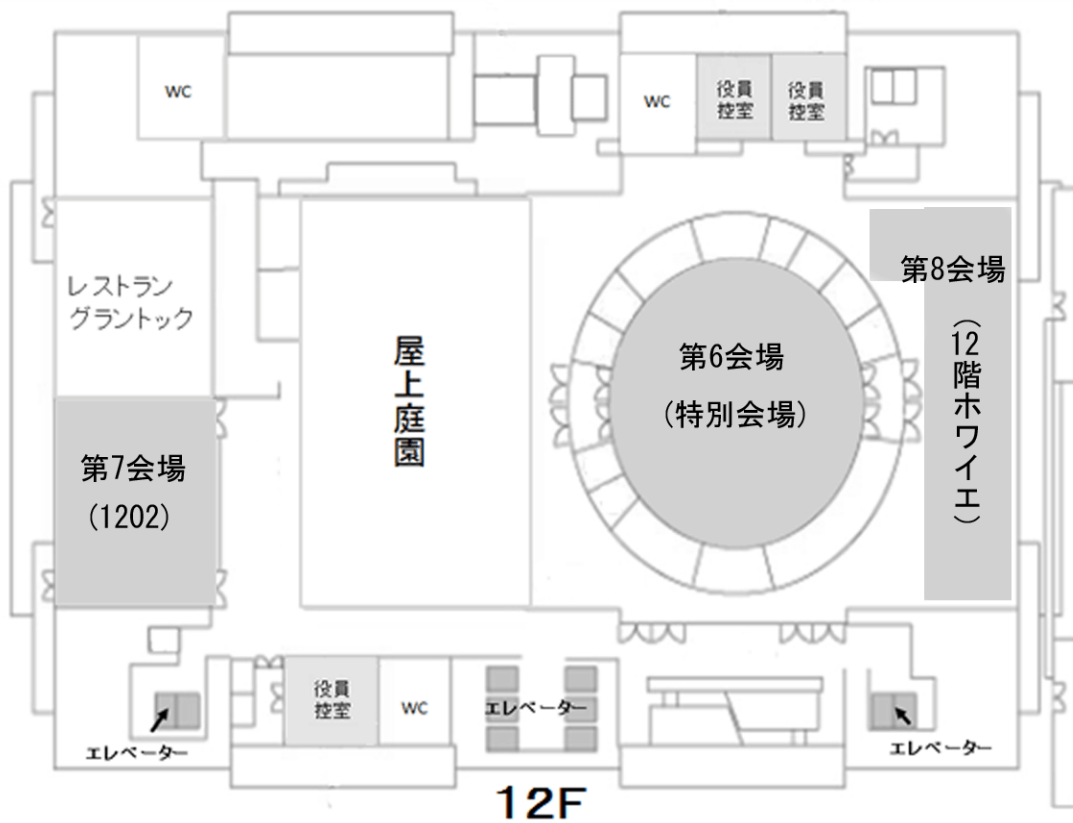 WC
WC
役員
控室
役員
控室
レストラン
グラントック
屋上庭園
第6会場
(特別会場)
第8会場
(12階ホワイエ)
第7会場
(1202)
役員
控室
WC
エレベーター
エレベーター
エレベーター
12F